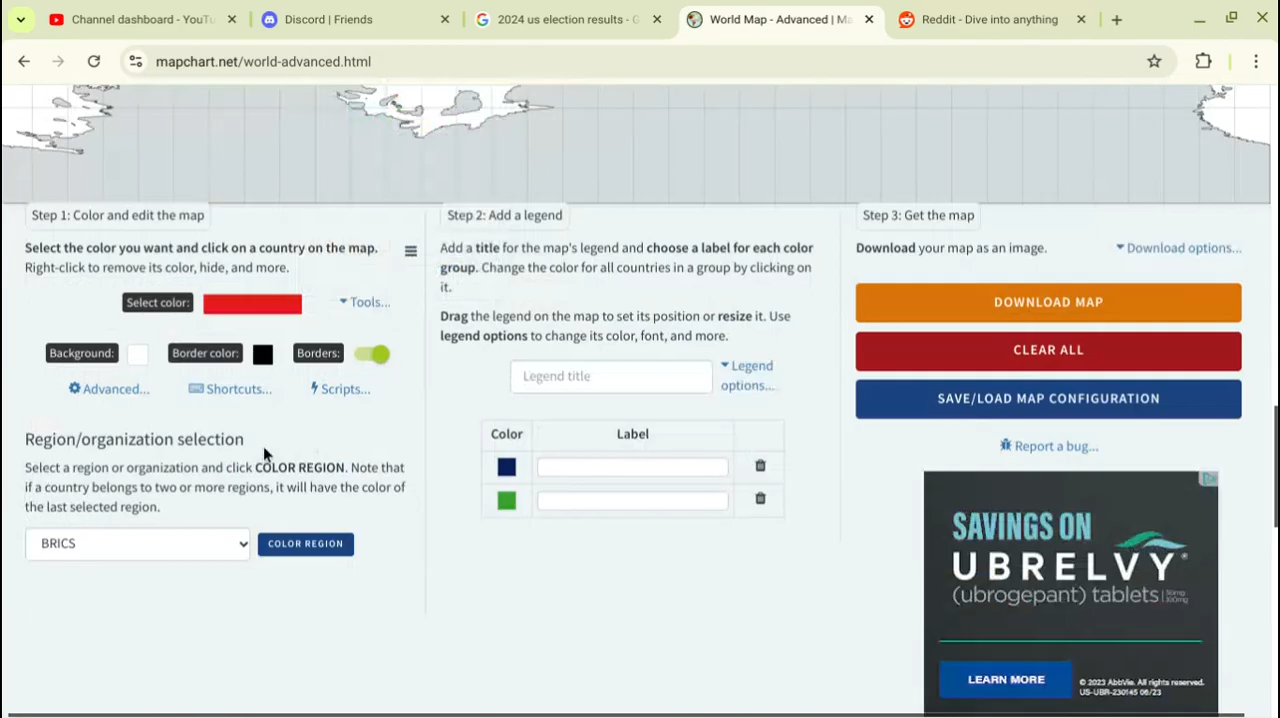 Channel dashboard - YouTu
Discord | Friends
2024 us election results - G
World Map - Advanced | Ma
Reddit - Dive into anything
mapchart.net/world-advanced.html
Step 1: Color and edit the map
Select the color you want and click on a country on the map.
Right-click to remove its color, hide, and more.
Select color:
Tools...
Background:
Border color:
Borders:
Advanced...
Shortcuts...
Scripts...
Region/organization selection
Select a region or organization and click COLOR REGION. Note that
if a country belongs to two or more regions, it will have the color of
the last selected region.
BRICS
COLOR REGION
Step 2: Add a legend
Add a title for the map's legend and choose a label for each color
group. Change the color for all countries in a group by clicking on
it.
Drag the legend on the map to set its position or resize it. Use
legend options to change its color, font, and more.
Legend title
Legend
options...
Color
Label
Step 3: Get the map
Download your map as an image.
Download options...
DOWNLOAD MAP
CLEAR ALL
SAVE/LOAD MAP CONFIGURATION
Report a bug...
SAVINGS ON
UBRELVY
(ubrogepant) tablets
LEARN MORE
© 2023 AbbVie. All rights reserved.
US-UBR-230145 06/23